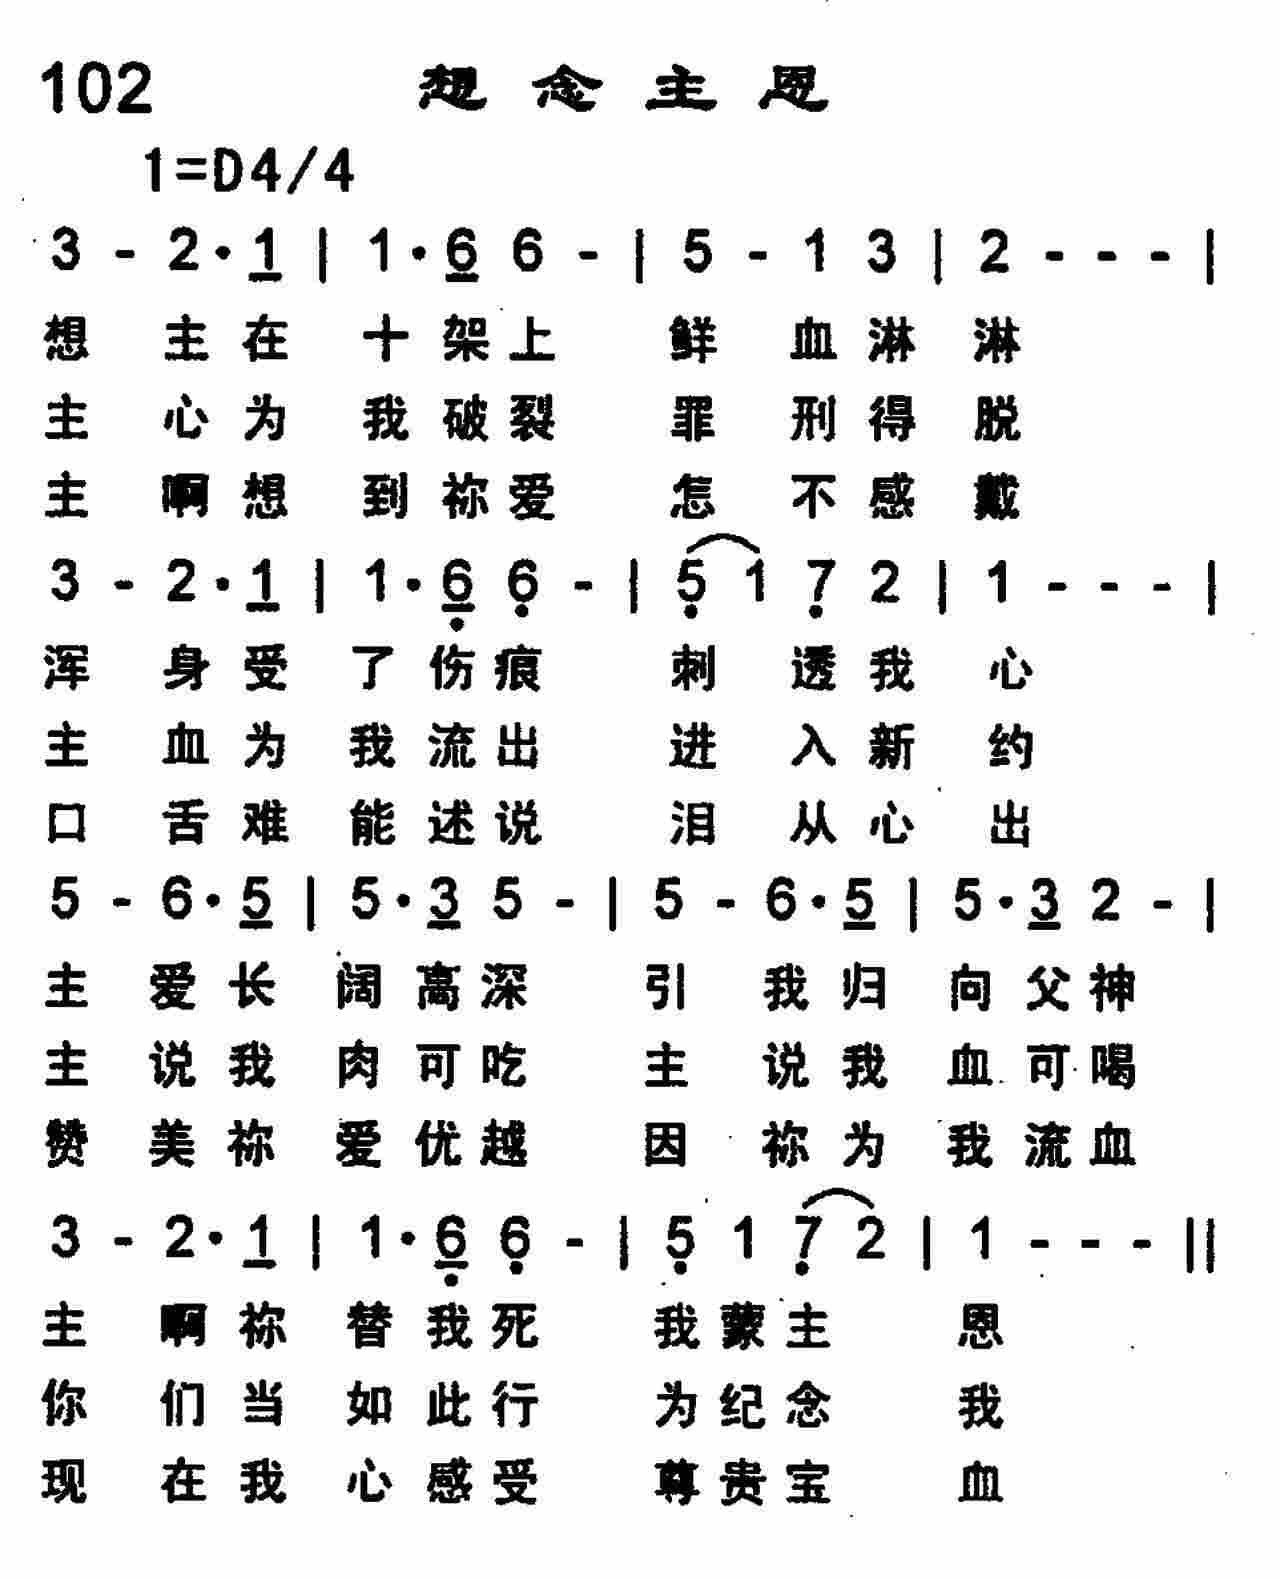 102 想念主恩
1=D4/4
3 - 2·1 | 1·6 6 - | 5 - 1 3 | 2 - - - |
想 主在 十架上 鲜 血淋 淋
主 心为 我破裂 罪 刑得 脱
主 啊想 到祢爱 怎 不感 戴
3 - 2·1 | 1·6 6 - | 5 1 7 2 | 1 - - - |
浑 身受 了伤痕 刺 透我 心
主 血为 我流出 进 入新 约
口 舌难 能述说 泪 从心 出
5 - 6·5 | 5·3 5 - | 5 - 6·5 | 5·3 2 - |
主 爱长 阔高深 引 我归 向父神
主 说我 肉可吃 主 说我 血可喝
赞 美祢 爱优越 因 祢为 我流血
3 - 2·1 | 1·6 6 - | 5 1 7 2 | 1 - - - ||
主 啊祢 替我死 我蒙主 恩
你 们当 如此行 为纪念 我
现 在我 心感受 尊贵宝 血